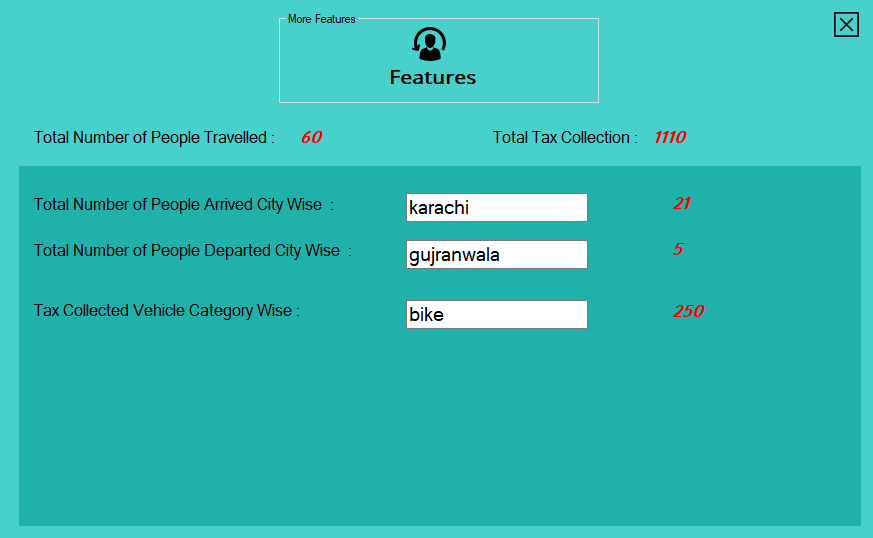 More Features
Features
Total Number of People Travelled : 60 Total Tax Collection : 1110
Total Number of People Arrived City Wise : karachi 21
Total Number of People Departed City Wise : gujranwala 5
Tax Collected Vehicle Category Wise : bike 250